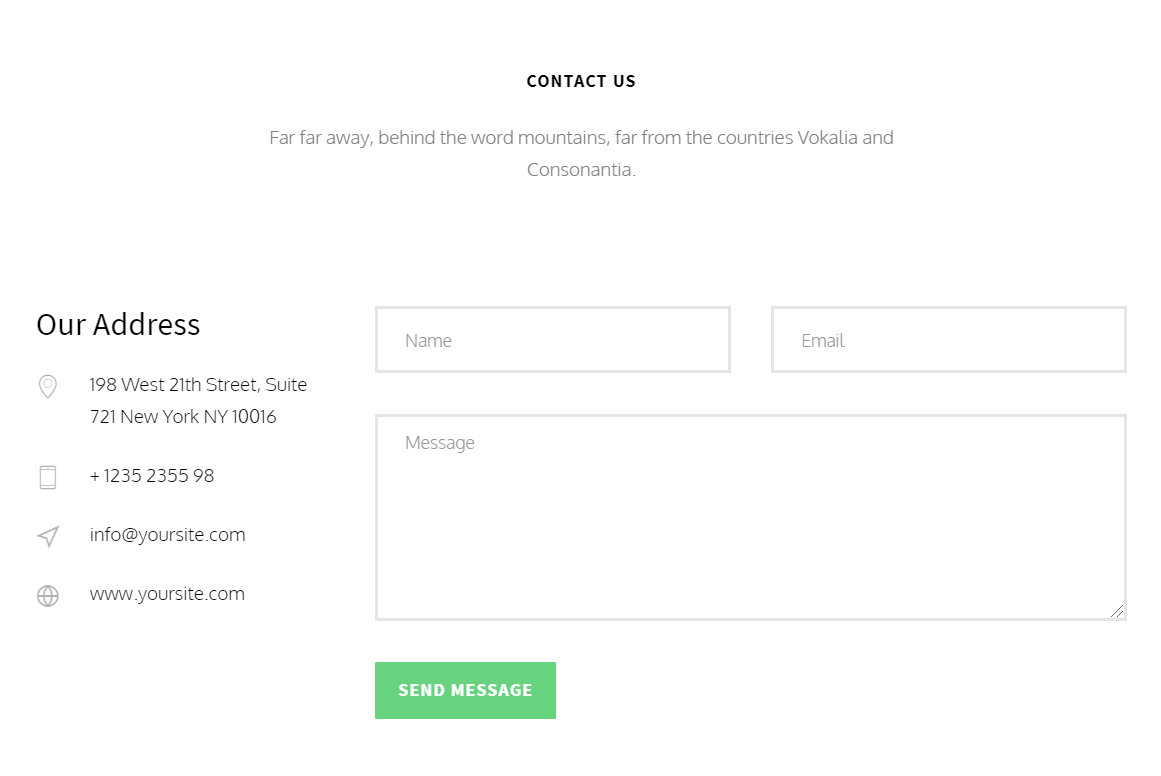 CONTACT US
Far far away, behind the word mountains, far from the countries Vokalia and
Consonantia.
Our Address
198 West 21th Street, Suite
721 New York NY 10016
+ 1235 2355 98
info@yoursite.com
www.yoursite.com
Name
Email
Message
SEND MESSAGE